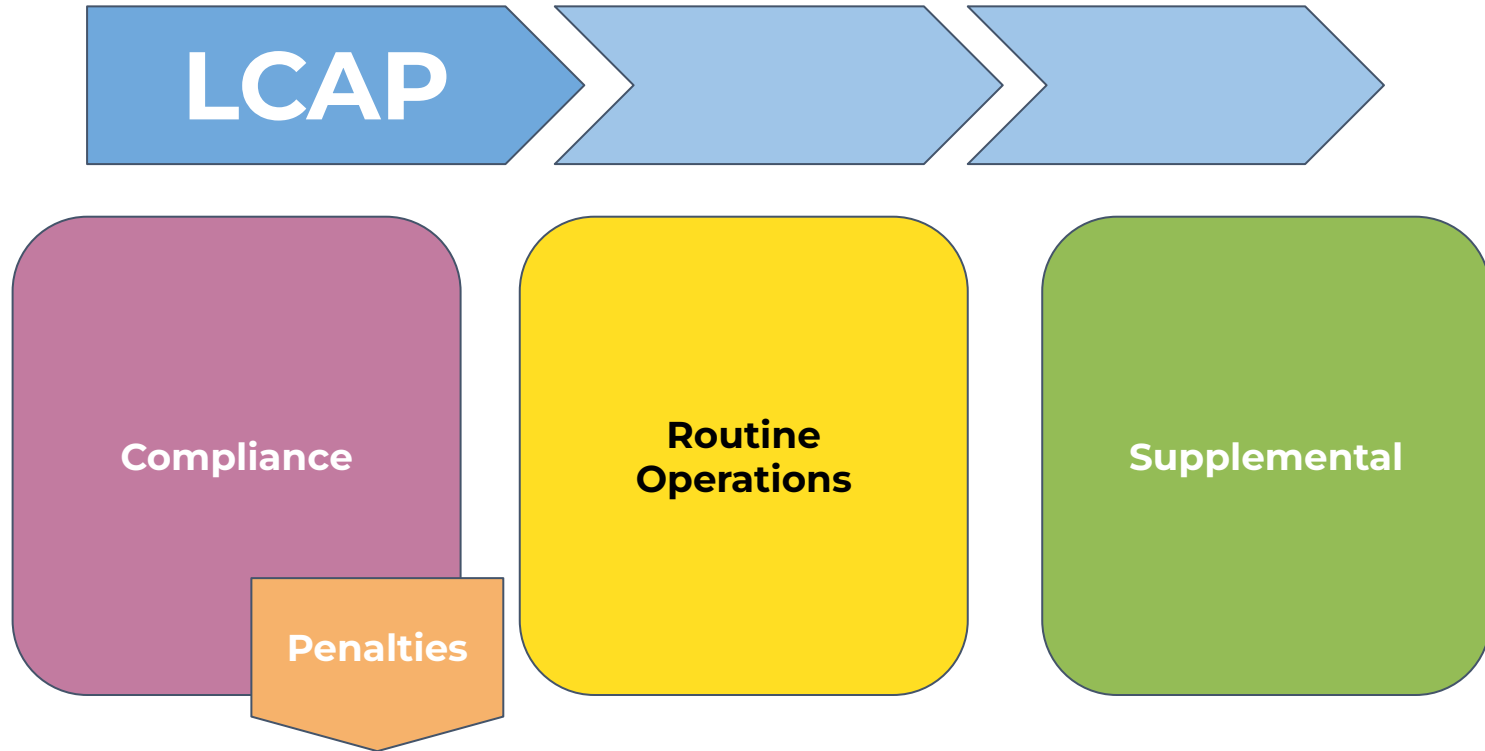 LCAP
Compliance
Routine
Operations
Supplemental
Penalties